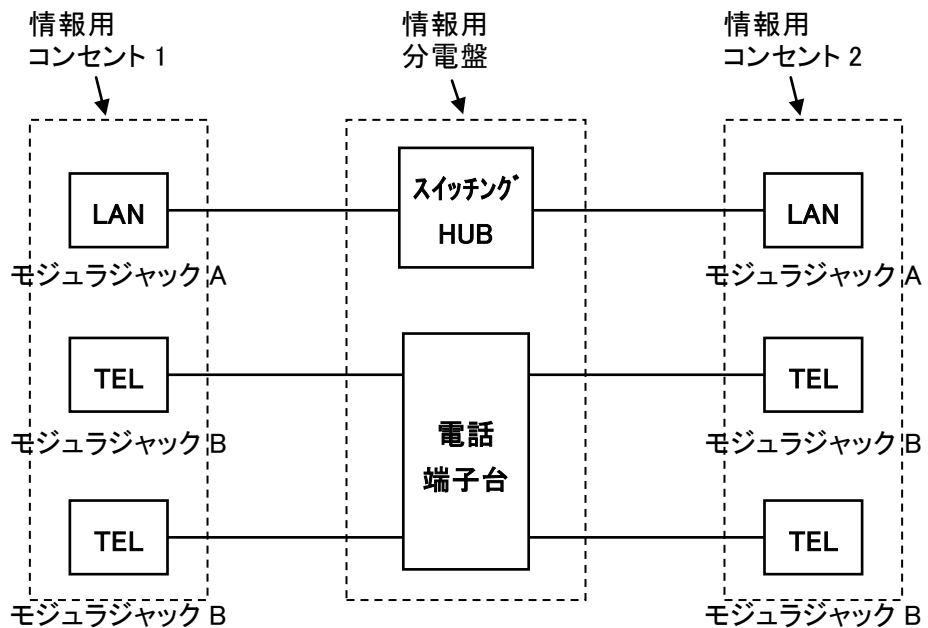 情報用
コンセント 1
情報用
分電盤
情報用
コンセント 2
LAN
スイッチング
HUB
LAN
モジュラジャック A
モジュラジャック A
TEL
TEL
モジュラジャック B
電話
端子台
モジュラジャック B
TEL
TEL
モジュラジャック B
モジュラジャック B